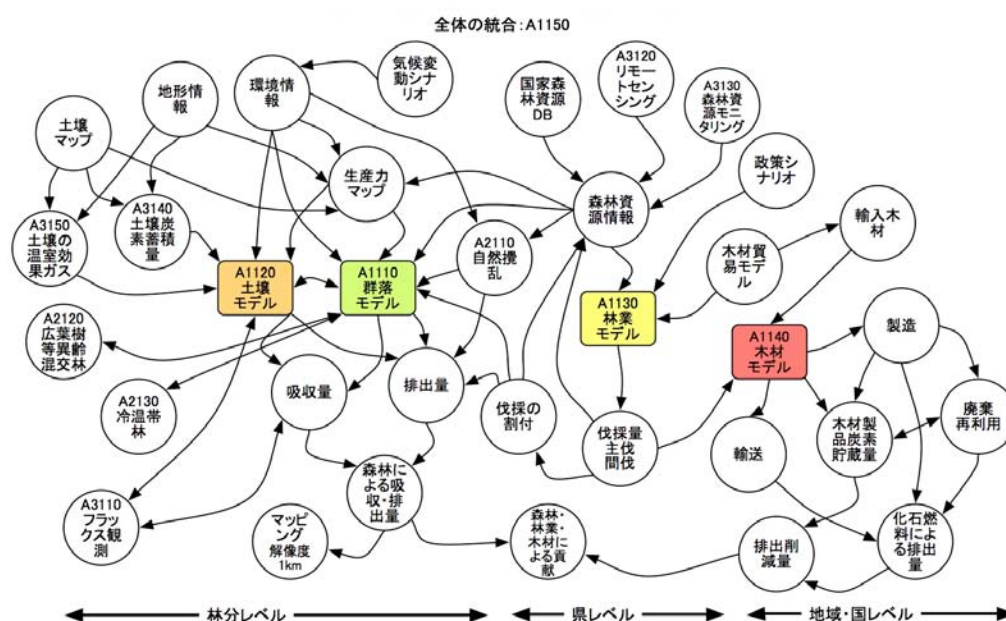 全体の統合:A1150
気候変
動シナ
リオ
環境情
報
地形情
報
土壌
マップ
国家森
林資源
DB
A3120
リモート
センシング
A3130
森林資
源モニ
タリング
政策シ
ナリオ
生産力
マップ
森林資
源情報
A3150
土壌の
温室効
果ガス
A3140
土壌炭
素蓄積
量
A2110
自然攪
乱
木材貿
易モデ
ル
輸入木
材
A1120
土壌
モデル
A1110
群落
モデル
A1130
林業
モデル
A1140
木材
モデル
製造
A2120
広葉樹
等異齢
混交林
A2130
冷温帯
林
吸収量
排出量
伐採の
割付
伐採量
主伐
間伐
輸送
木材製
品炭素
貯蔵量
廃棄
再利用
A3110
フラッ
クス観
測
マッピ
ング
解像度
1km
森林に
よる吸
収・排
出量
森林・
林業・
木材に
よる貢
献
排出削
減量
化石燃
料によ
る排出
量
林分レベル
県レベル
地域・国レベル